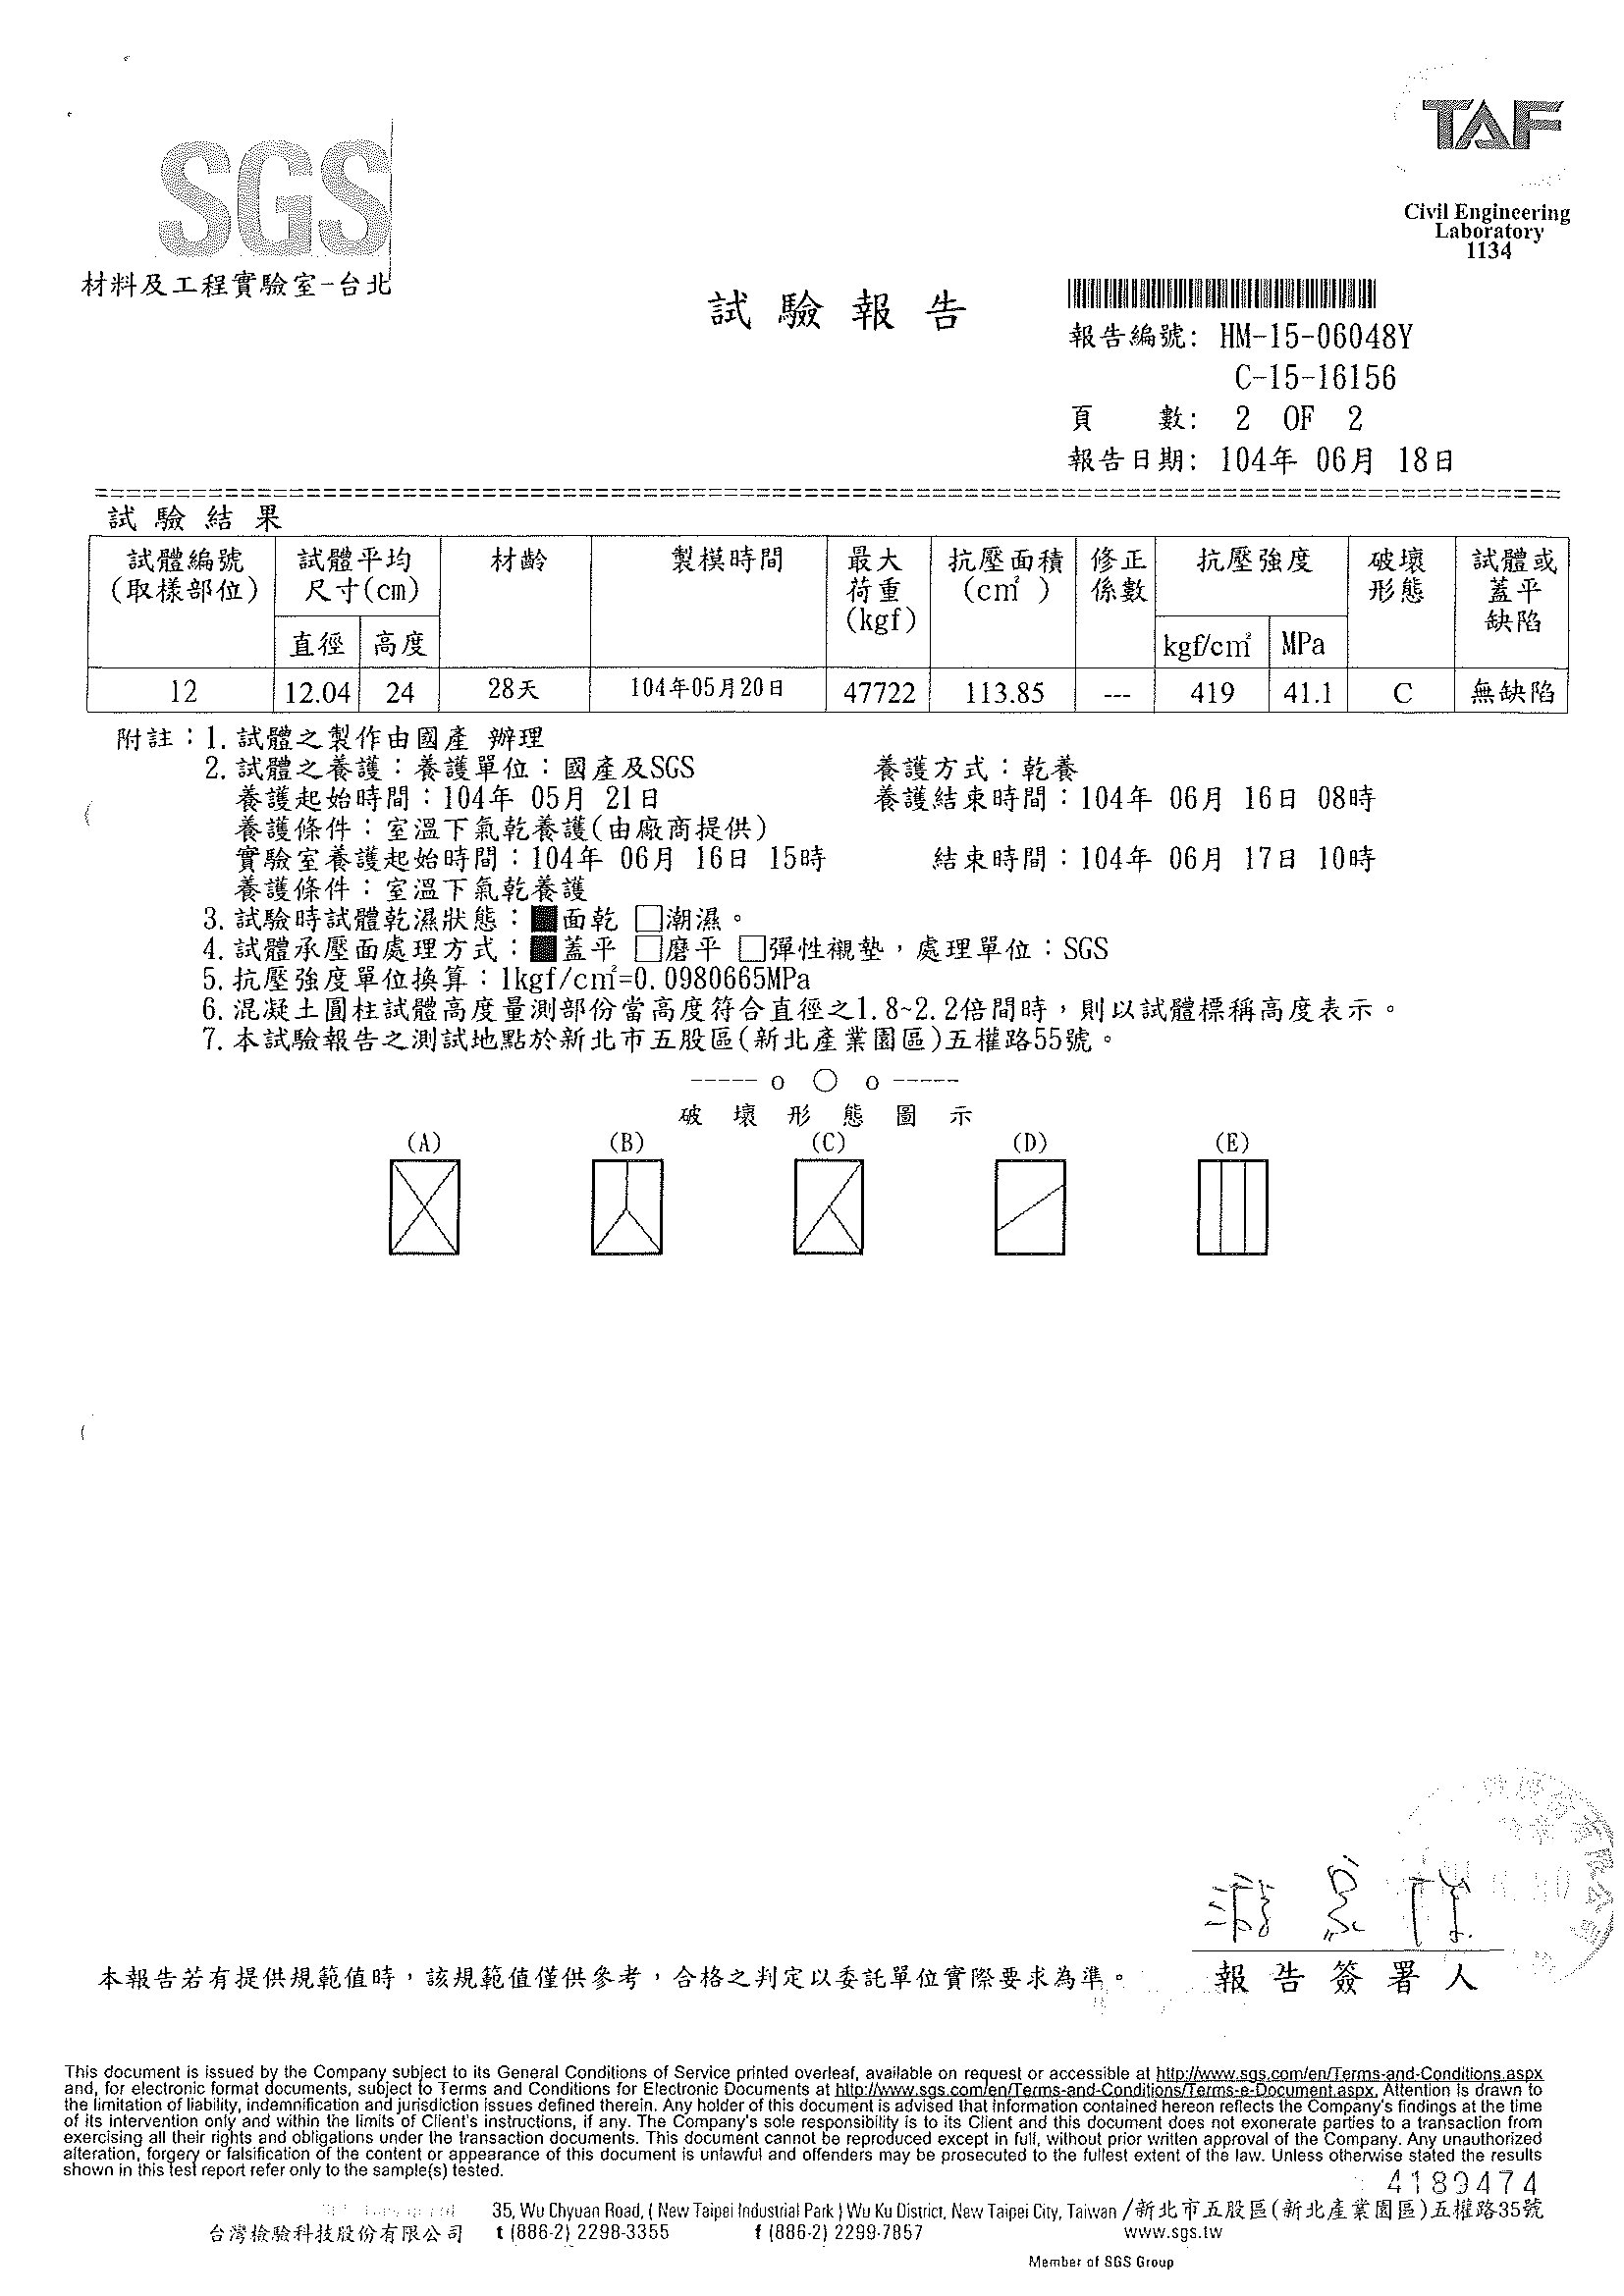 SGS
TAF
Civil Engineering
Laboratory
1134
材料及工程實驗室-台北
試 驗 報 告
報告編號: HM-15-06048Y
C-15-16156
頁 數: 2 OF 2
報告日期: 104年 06月 18日
試 驗 結 果
試體編號 試體平均 材齡 製模時間 最大 抗壓面積 修正 抗壓強度 破壞 試體或
(取樣部位) 尺寸(cm) 荷重 (cm²) 係數 形態 蓋平
(kgf) 缺陷
直徑 高度 kgf/cm² MPa
12 12.04 24 28天 104年05月20日 47722 113.85 --- 419 41.1 C 無缺陷
附註：1.試體之製作由國產 辦理
2.試體之養護：養護單位：國產及SGS 養護方式：乾養
養護起始時間：104年 05月 21日 養護結束時間：104年 06月 16日 08時
養護條件：室溫下氣乾養護(由廠商提供)
實驗室養護起始時間：104年 06月 16日 15時 結束時間：104年 06月 17日 10時
養護條件：室溫下氣乾養護
3.試驗時試體乾濕狀態：■面乾 □潮濕。
4.試體承壓面處理方式：■蓋平 □磨平 □彈性襯墊，處理單位：SGS
5.抗壓強度單位換算：1kgf/cm²=0.0980665MPa
6.混凝土圓柱試體高度量測部份當高度符合直徑之1.8~2.2倍間時，則以試體標稱高度表示。
7.本試驗報告之測試地點於新北市五股區(新北產業園區)五權路55號。
----- o ○ o -----
破 壞 形 態 圖 示
(A) (B) (C) (D) (E)
本報告若有提供規範值時，該規範值僅供參考，合格之判定以委託單位實際要求為準。
報 告 簽 署 人
This document is issued by the Company subject to its General Conditions of Service printed overleaf, available on request or accessible at http://www.sgs.com/en/Terms-and-Conditions.aspx
and, for electronic format documents, subject to Terms and Conditions for Electronic Documents at http://www.sgs.com/en/Terms-and-Conditions/Terms-e-Document.aspx. Attention is drawn to
the limitation of liability, indemnification and jurisdiction issues defined therein. Any holder of this document is advised that information contained hereon reflects the Company's findings at the time
of its intervention only and within the limits of Client's instructions, if any. The Company's sole responsibility is to its Client and this document does not exonerate parties to a transaction from
exercising all their rights and obligations under the transaction documents. This document cannot be reproduced except in full, without prior written approval of the Company. Any unauthorized
alteration, forgery or falsification of the content or appearance of this document is unlawful and offenders may be prosecuted to the fullest extent of the law. Unless otherwise stated the results
shown in this test report refer only to the sample(s) tested.
4189474
35, Wu Chyuan Road, ( New Taipei Industrial Park ) Wu Ku District, New Taipei City, Taiwan /新北市五股區(新北產業園區)五權路35號
台灣檢驗科技股份有限公司 t (886-2) 2298-3355 f (886-2) 2299-7857 www.sgs.tw
Member of SGS Group